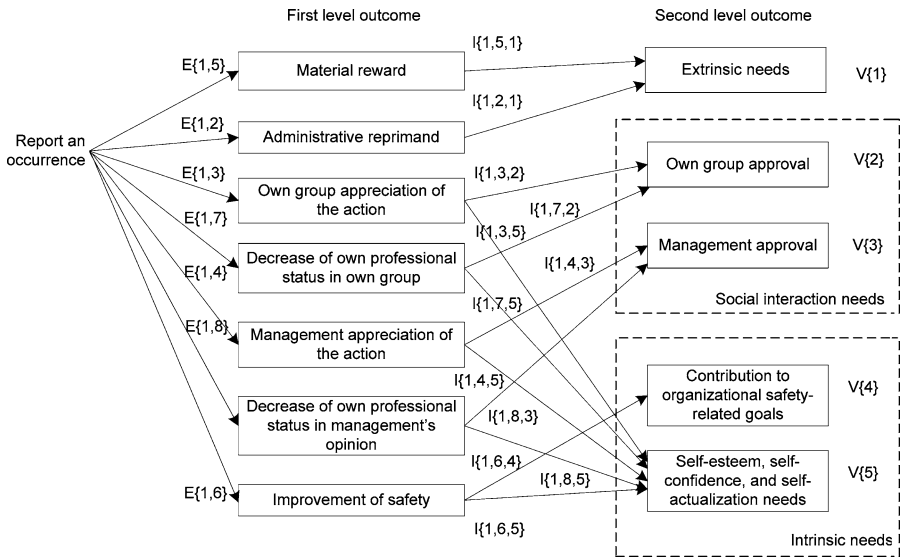 First level outcome
Second level outcome
Report an
occurrence
E{1,5}
E{1,2}
E{1,3}
E{1,7}
E{1,4}
E{1,8}
E{1,6}
Material reward
Administrative reprimand
Own group appreciation of
the action
Decrease of own professional
status in own group
Management appreciation of
the action
Decrease of own professional
status in management's
opinion
Improvement of safety
I{1,5,1}
I{1,2,1}
I{1,3,2}
I{1,7,2}
I{1,3,5}
I{1,4,3}
I{1,7,5}
I{1,4,5}
I{1,8,3}
I{1,6,4}
I{1,8,5}
I{1,6,5}
Extrinsic needs
V{1}
Own group approval
V{2}
Management approval
V{3}
Social interaction needs
Contribution to
organizational safety-
related goals
V{4}
Self-esteem, self-
confidence, and self-
actualization needs
V{5}
Intrinsic needs